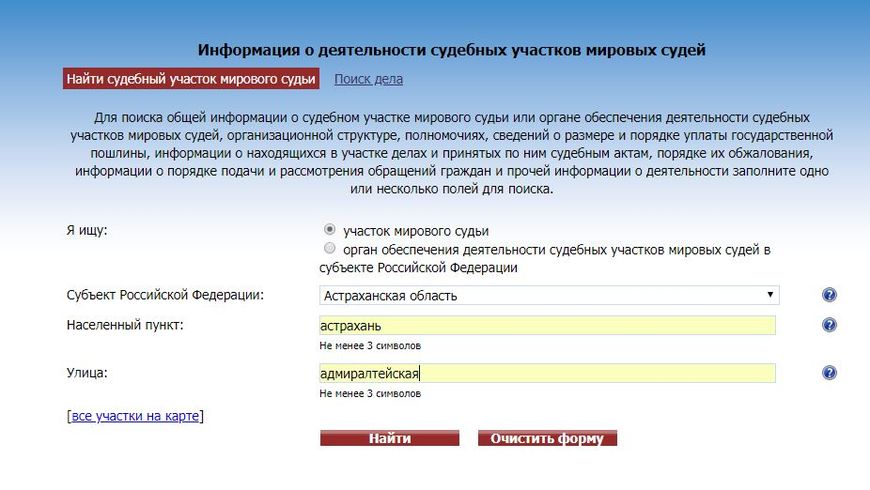 Информация о деятельности судебных участков мировых судей
Найти судебный участок мирового судьи Поиск дела
Для поиска общей информации о судебном участке мирового судьи или органе обеспечения деятельности судебных
участков мировых судей, организационной структуре, полномочиях, сведений о размере и порядке уплаты государственной
пошлины, информации о находящихся в участке делах и принятых по ним судебным актам, порядке их обжалования,
информации о порядке подачи и рассмотрения обращений граждан и прочей информации о деятельности заполните одно
или несколько полей для поиска.
Я ищу: участок мирового судьи
орган обеспечения деятельности судебных участков мировых судей в
субъекте Российской Федерации
Субъект Российской Федерации: Астраханская область ?
Населенный пункт: астрахань ?
Не менее 3 символов
Улица: адмиралтейская ?
Не менее 3 символов
[все участки на карте]
Найти Очистить форму